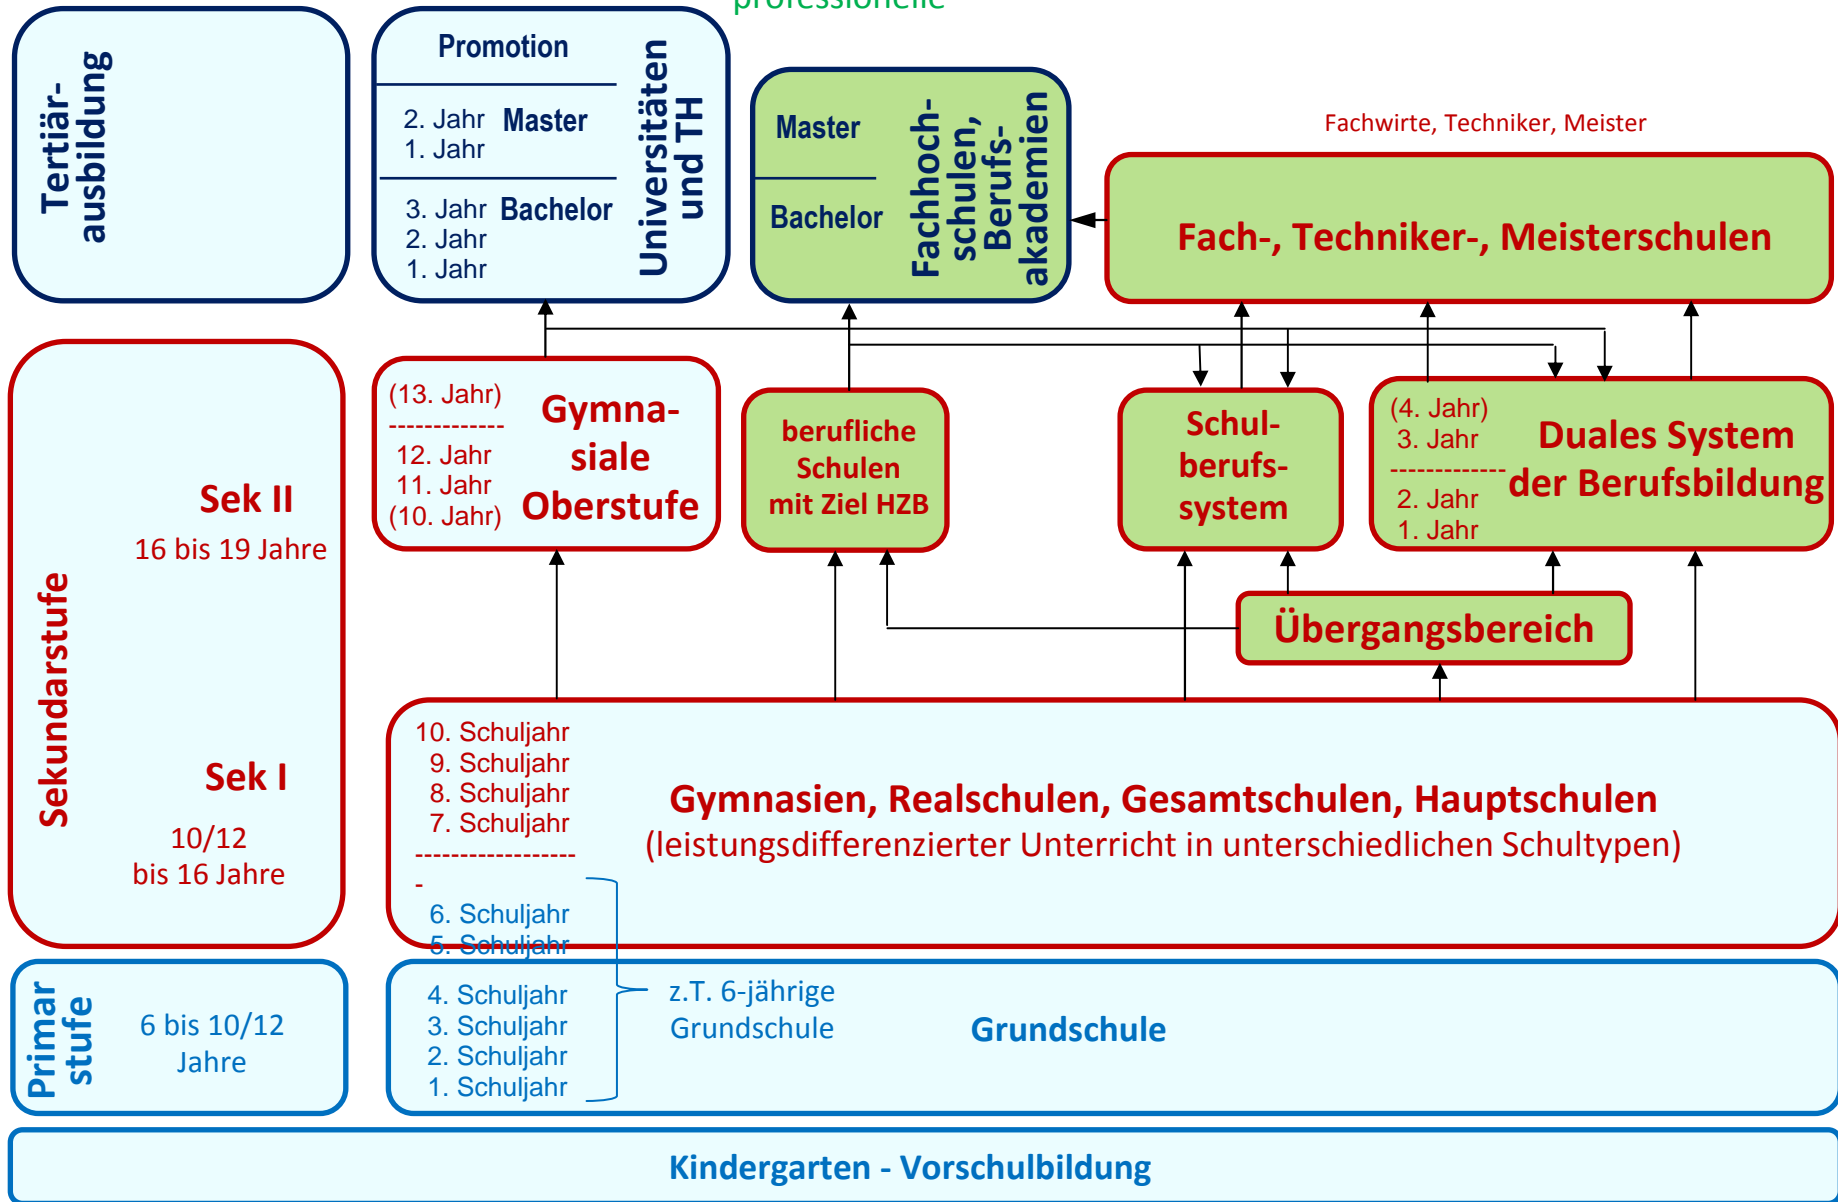 professionelle
Tertiär-
ausbildung
Promotion
2. Jahr Master
1. Jahr
3. Jahr Bachelor
2. Jahr
1. Jahr
Universitäten
und TH
Master
Bachelor
Fachhoch-
schulen,
Berufs-
akademien
Fachwirte, Techniker, Meister
Fach-, Techniker-, Meisterschulen
Sekundarstufe
Sek II
16 bis 19 Jahre
(13. Jahr)
-------------
12. Jahr
11. Jahr
(10. Jahr)
Gymna-
siale
Oberstufe
berufliche
Schulen
mit Ziel HZB
Schul-
berufs-
system
(4. Jahr)
3. Jahr
-------------
2. Jahr
1. Jahr
Duales System
der Berufsbildung
Übergangsbereich
Sek I
10/12
bis 16 Jahre
10. Schuljahr
9. Schuljahr
8. Schuljahr
7. Schuljahr
------------------
-
6. Schuljahr
5. Schuljahr
Gymnasien, Realschulen, Gesamtschulen, Hauptschulen
(leistungsdifferenzierter Unterricht in unterschiedlichen Schultypen)
Primar
stufe
6 bis 10/12
Jahre
4. Schuljahr
3. Schuljahr
2. Schuljahr
1. Schuljahr
z.T. 6-jährige
Grundschule
Grundschule
Kindergarten - Vorschulbildung